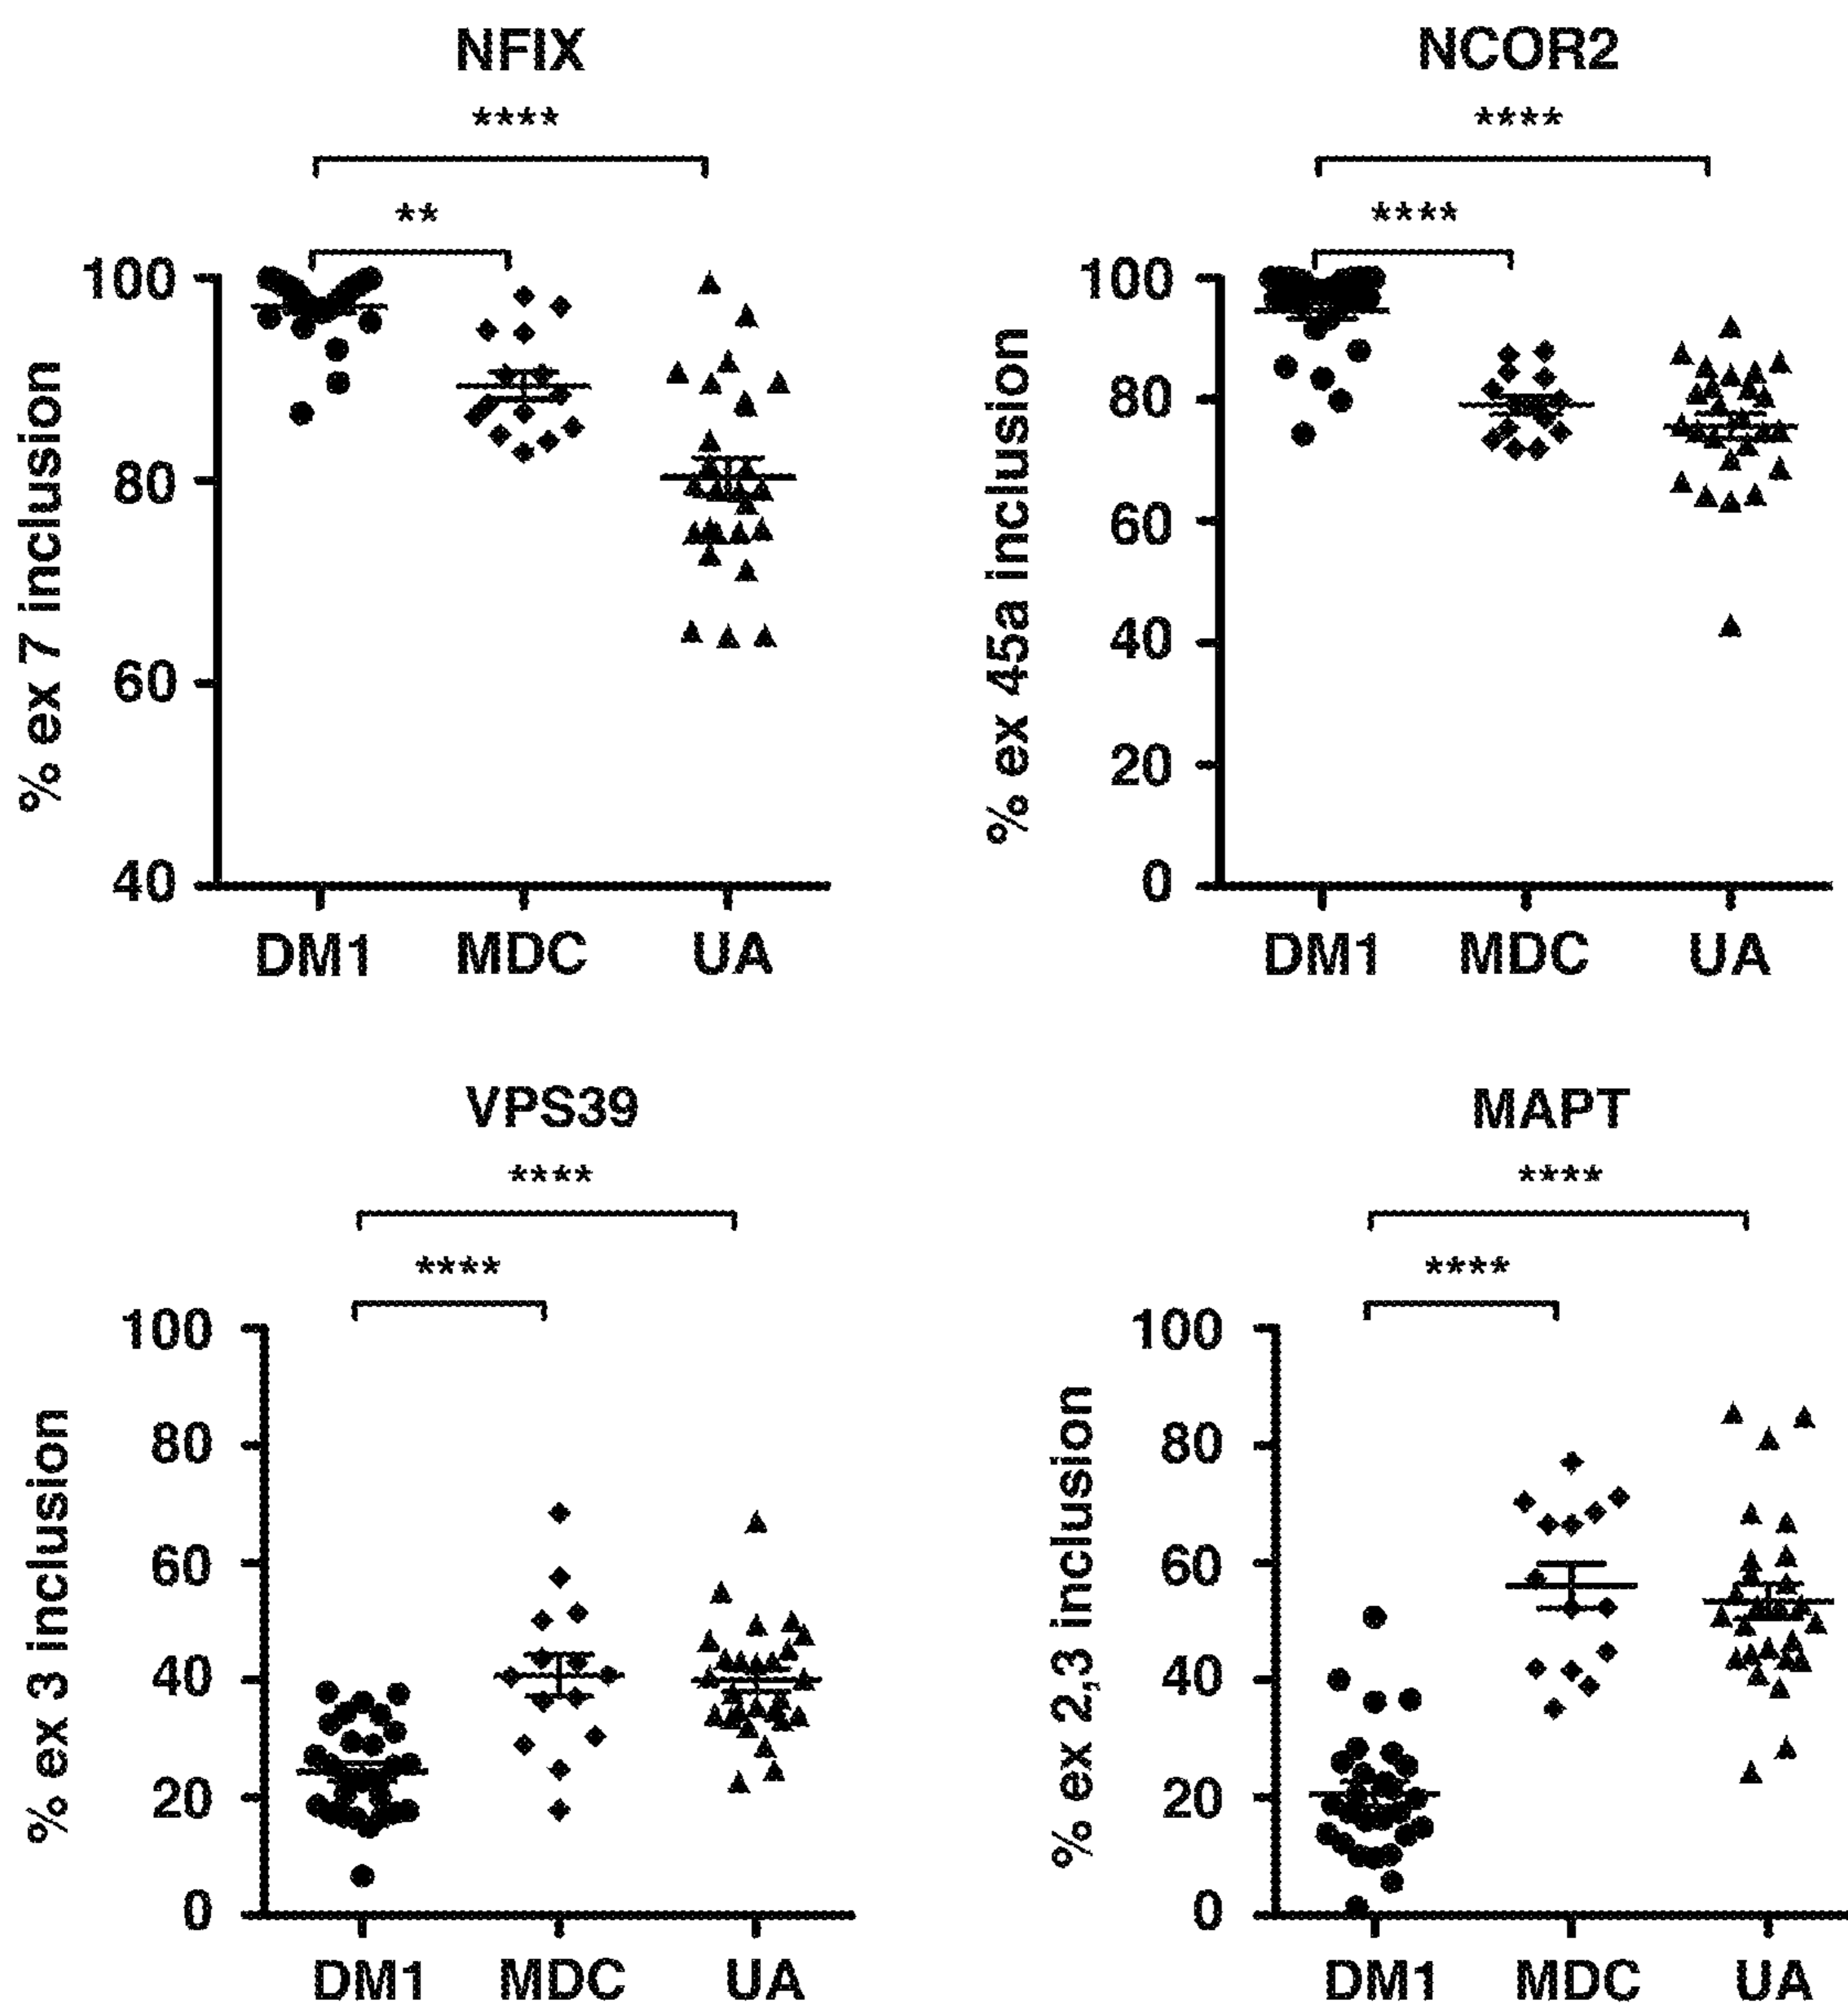 NFIX
****
**
% ex 7 inclusion
100
80
60
40
DM1 MDC UA
NCOR2
****
****
% ex 45a inclusion
100
80
60
40
20
0
DM1 MDC UA
VPS39
****
****
% ex 3 inclusion
100
80
60
40
20
0
DM1 MDC UA
MAPT
****
****
% ex 2,3 inclusion
100
80
60
40
20
0
DM1 MDC UA